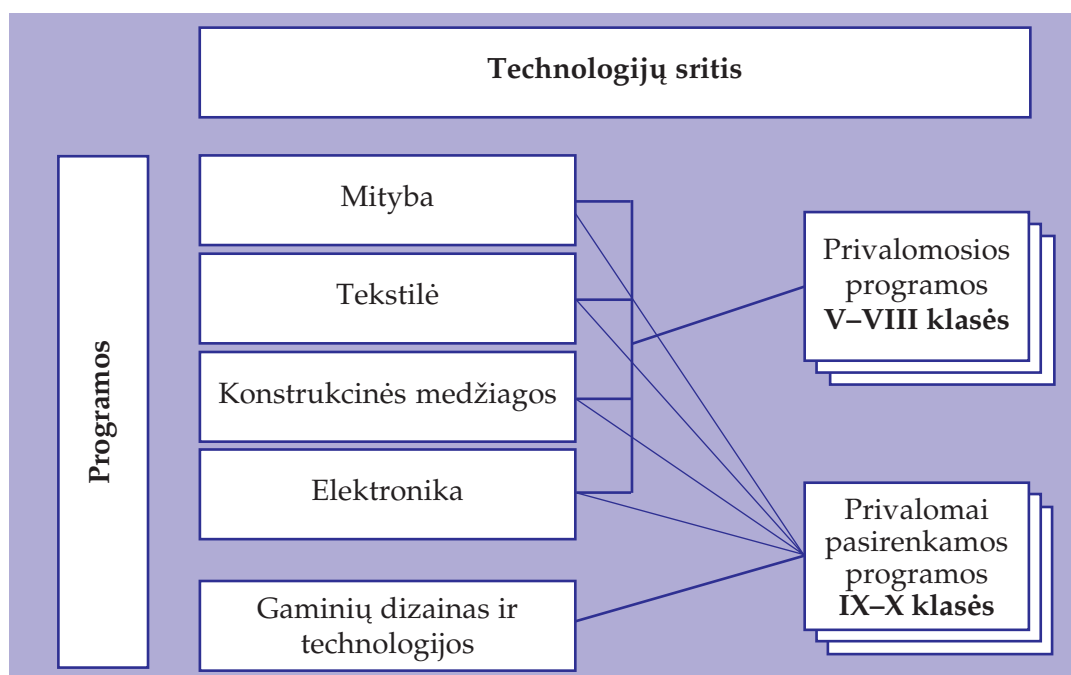 Technologijų sritis
Programos
Mityba
Tekstilė
Konstrukcinės medžiagos
Elektronika
Gaminių dizainas ir
technologijos
Privalomosios
programos
V–VIII klasės
Privalomai
pasirenkamos
programos
IX–X klasės